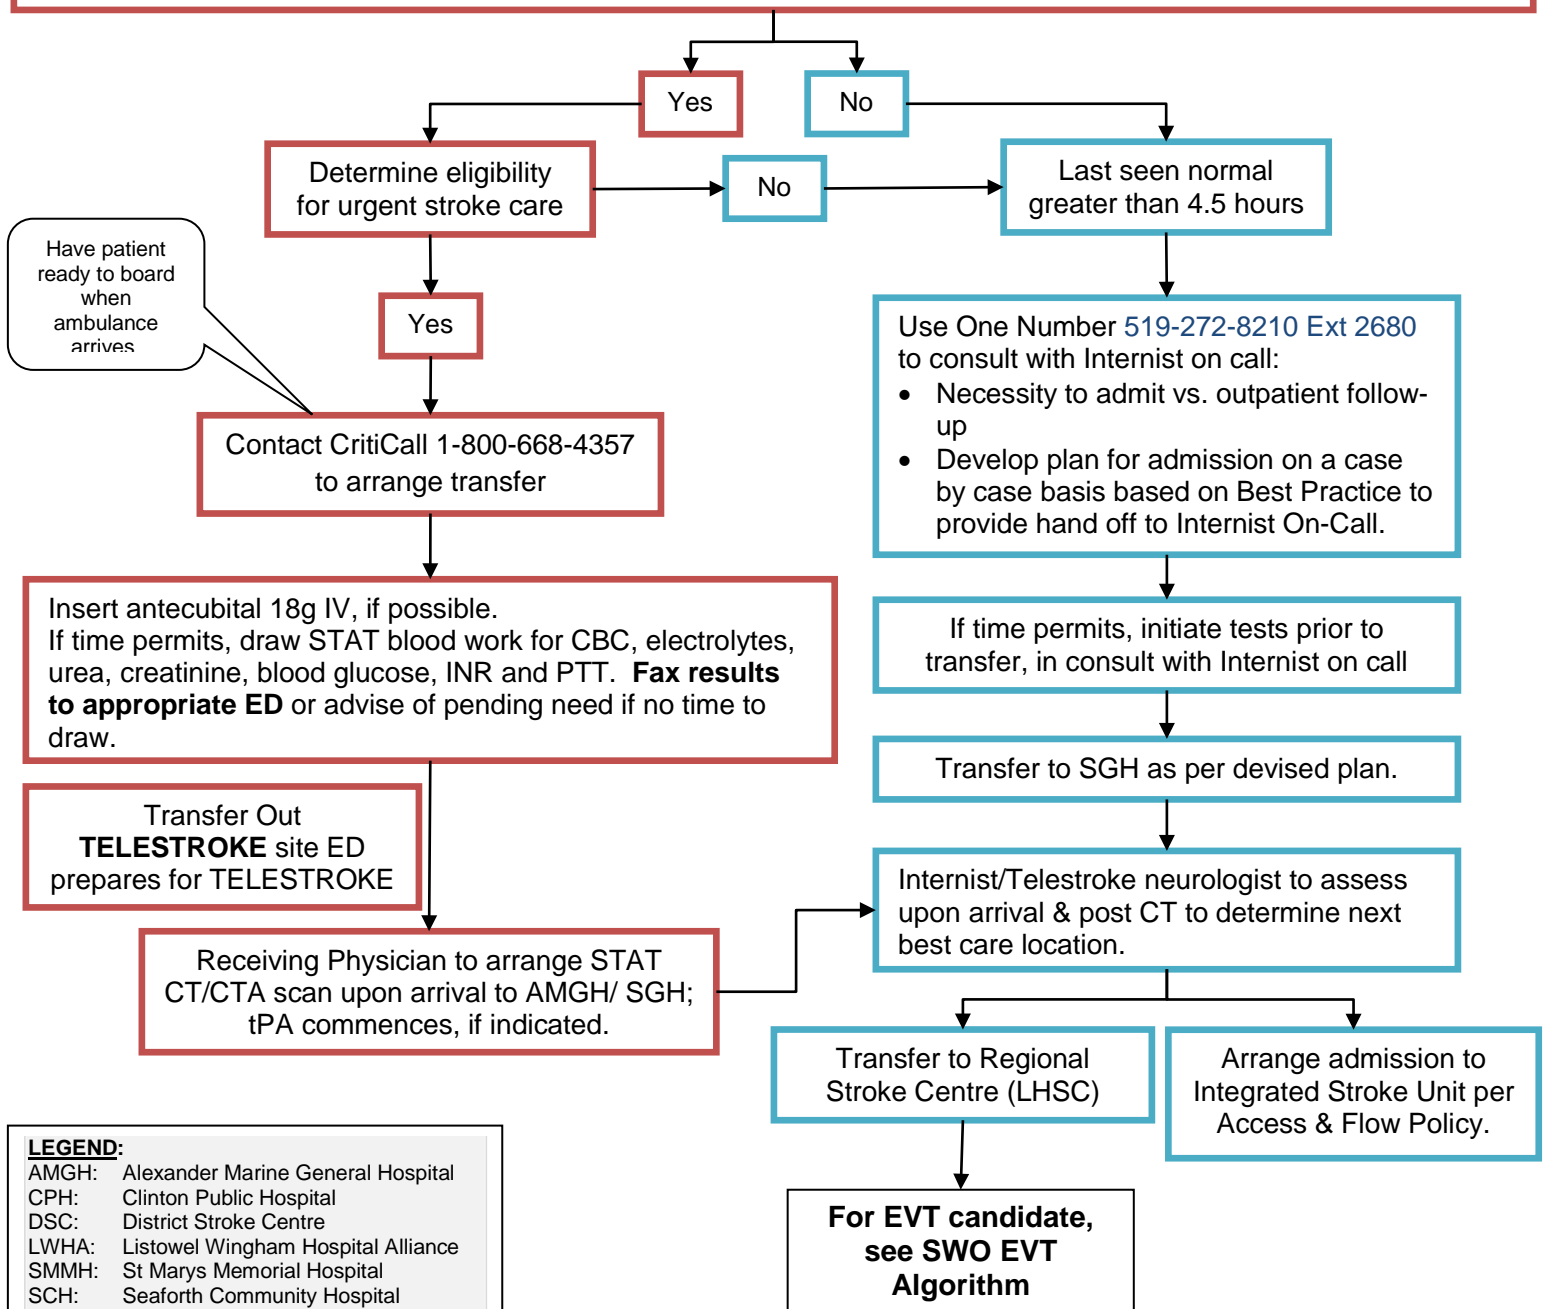 Yes
No
Determine eligibility
for urgent stroke care
No
Last seen normal
greater than 4.5 hours
Have patient
ready to board
when
ambulance
arrives
Yes
Use One Number 519-272-8210 Ext 2680
to consult with Internist on call:
• Necessity to admit vs. outpatient follow-
up
• Develop plan for admission on a case
by case basis based on Best Practice to
provide hand off to Internist On-Call.
Contact CritiCall 1-800-668-4357
to arrange transfer
Insert antecubital 18g IV, if possible.
If time permits, draw STAT blood work for CBC, electrolytes,
urea, creatinine, blood glucose, INR and PTT. Fax results
to appropriate ED or advise of pending need if no time to
draw.
If time permits, initiate tests prior to
transfer, in consult with Internist on call
Transfer to SGH as per devised plan.
Transfer Out
TELESTROKE site ED
prepares for TELESTROKE
Internist/Telestroke neurologist to assess
upon arrival & post CT to determine next
best care location.
Receiving Physician to arrange STAT
CT/CTA scan upon arrival to AMGH/ SGH;
tPA commences, if indicated.
Transfer to Regional
Stroke Centre (LHSC)
Arrange admission to
Integrated Stroke Unit per
Access & Flow Policy.
For EVT candidate,
see SWO EVT
Algorithm
LEGEND:
AMGH: Alexander Marine General Hospital
CPH: Clinton Public Hospital
DSC: District Stroke Centre
LWHA: Listowel Wingham Hospital Alliance
SMMH: St Marys Memorial Hospital
SCH: Seaforth Community Hospital